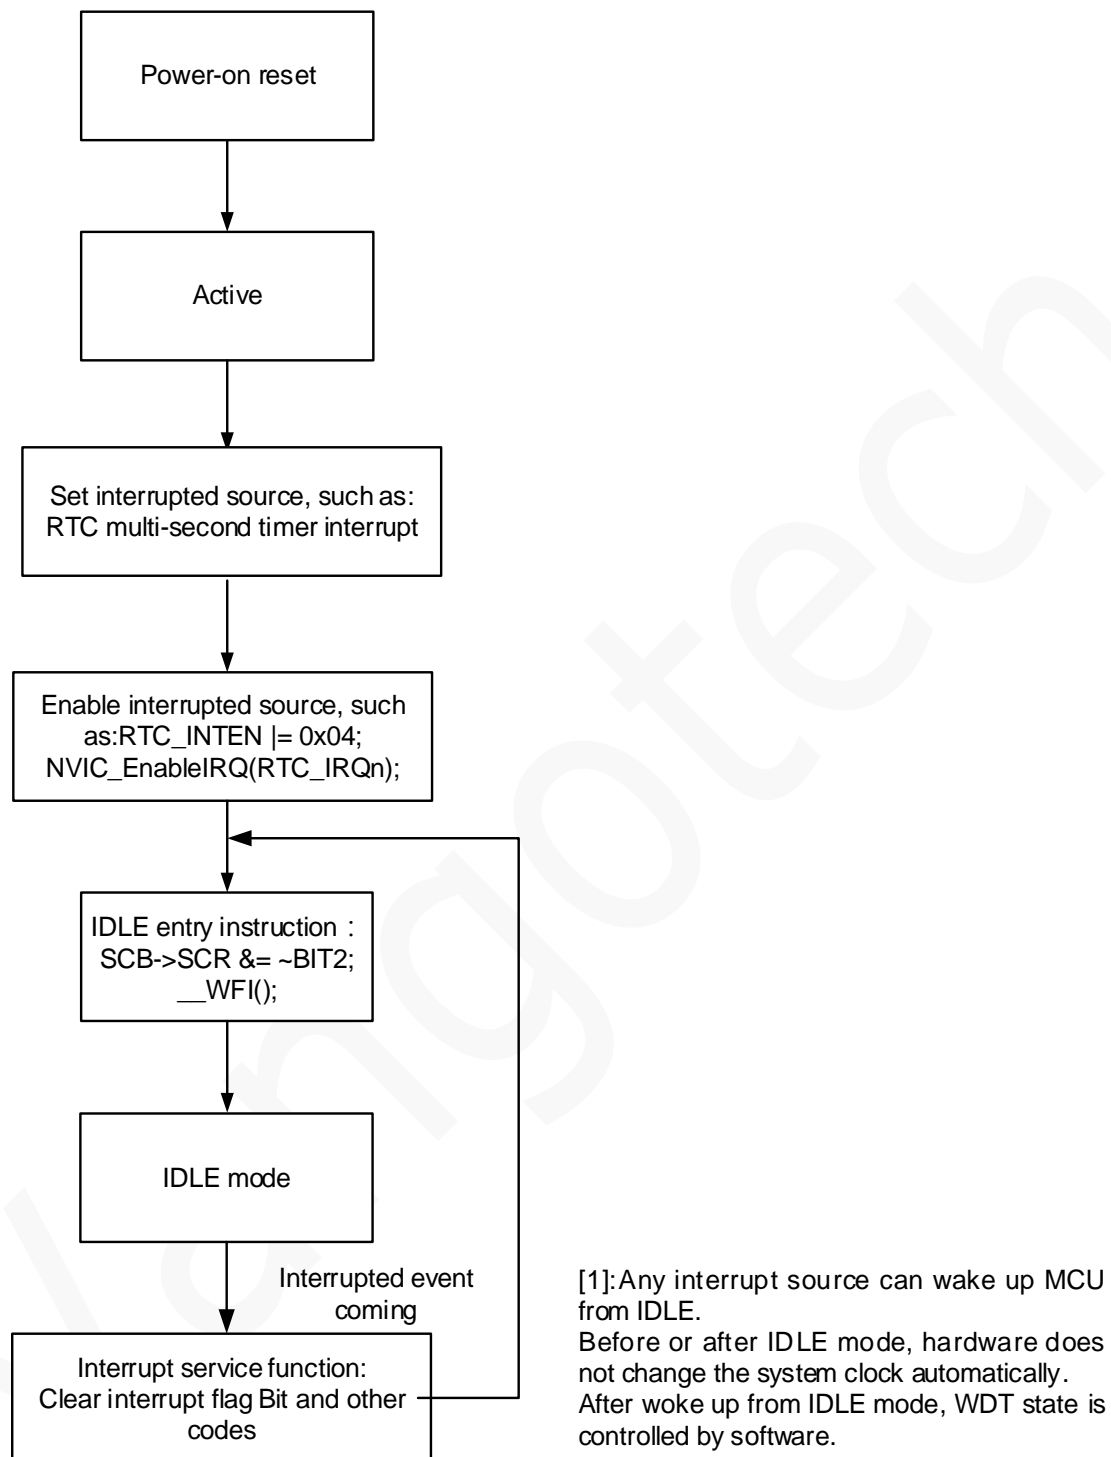 Power-on reset
Active
Set interrupted source, such as:
RTC multi-second timer interrupt
Enable interrupted source, such
as:RTC_INTEN |= 0x04;
NVIC_EnableIRQ(RTC_IRQn);
IDLE entry instruction :
SCB->SCR &= ~BIT2;
__WFI();
IDLE mode
Interrupted event
coming
Interrupt service function:
Clear interrupt flag Bit and other
codes
[1]:Any interrupt source can wake up MCU
from IDLE.
Before or after IDLE mode, hardware does
not change the system clock automatically.
After woke up from IDLE mode, WDT state is
controlled by software.
Vangotech